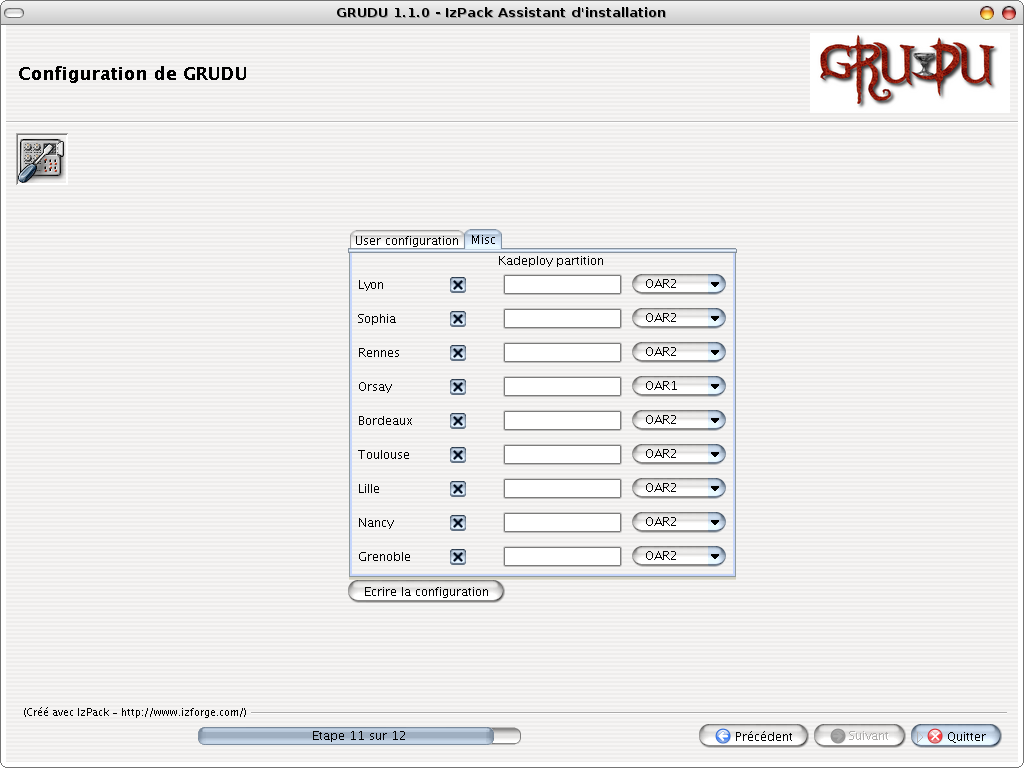 GRUDU 1.1.0 - IzPack Assistant d'installation
Configuration de GRUDU
GRUDU
User configuration Misc
Kadeploy partition
Lyon OAR2
Sophia OAR2
Rennes OAR2
Orsay OAR1
Bordeaux OAR2
Toulouse OAR2
Lille OAR2
Nancy OAR2
Grenoble OAR2
Ecrire la configuration
(Créé avec IzPack - http://www.izforge.com/)
Etape 11 sur 12 Précédent Suivant Quitter